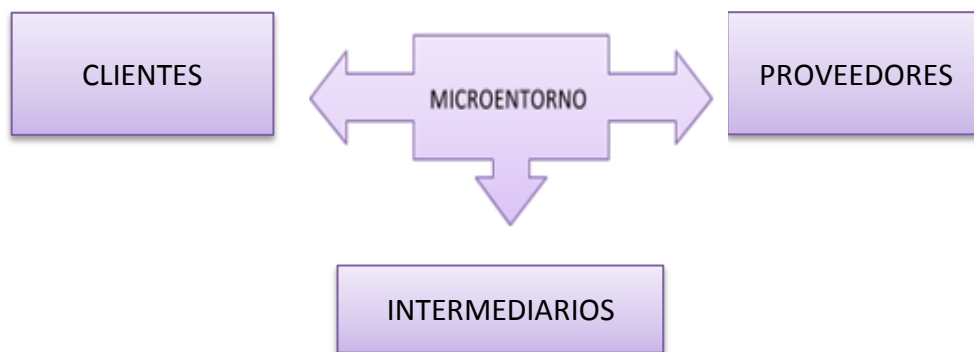 CLIENTES
MICROENTORNO
PROVEEDORES
INTERMEDIARIOS